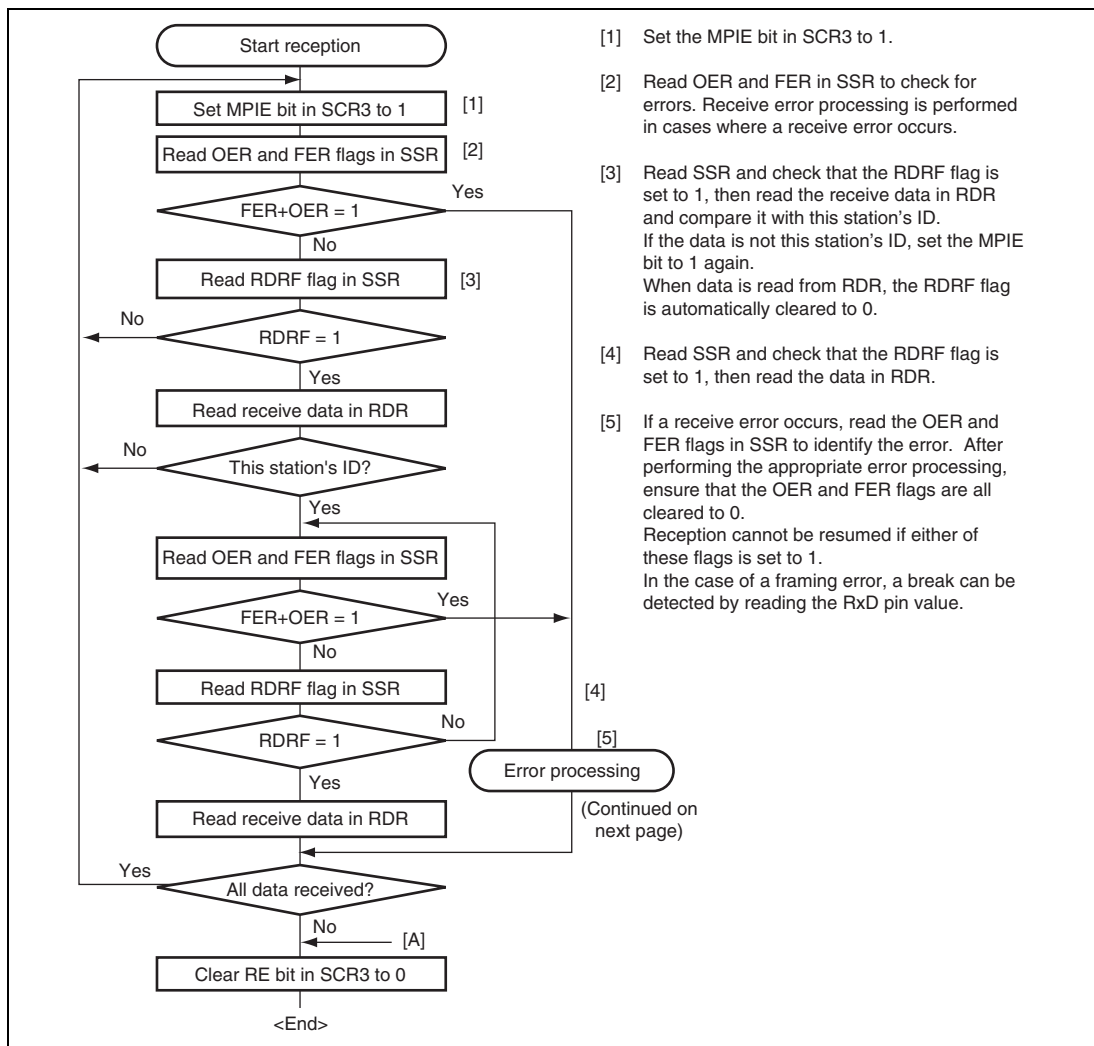 Start reception
Set MPIE bit in SCR3 to 1
[1]
Read OER and FER flags in SSR
[2]
Yes
FER+OER = 1
No
Read RDRF flag in SSR
[3]
No
RDRF = 1
Yes
Read receive data in RDR
No
This station's ID?
Yes
Read OER and FER flags in SSR
Yes
FER+OER = 1
No
Read RDRF flag in SSR
[4]
No
RDRF = 1
[5]
Error processing
Yes
(Continued on
next page)
Read receive data in RDR
Yes
All data received?
No
[A]
Clear RE bit in SCR3 to 0
<End>
[1] Set the MPIE bit in SCR3 to 1.
[2] Read OER and FER in SSR to check for
errors. Receive error processing is performed
in cases where a receive error occurs.
[3] Read SSR and check that the RDRF flag is
set to 1, then read the receive data in RDR
and compare it with this station's ID.
If the data is not this station's ID, set the MPIE
bit to 1 again.
When data is read from RDR, the RDRF flag
is automatically cleared to 0.
[4] Read SSR and check that the RDRF flag is
set to 1, then read the data in RDR.
[5] If a receive error occurs, read the OER and
FER flags in SSR to identify the error. After
performing the appropriate error processing,
ensure that the OER and FER flags are all
cleared to 0.
Reception cannot be resumed if either of
these flags is set to 1.
In the case of a framing error, a break can be
detected by reading the RxD pin value.